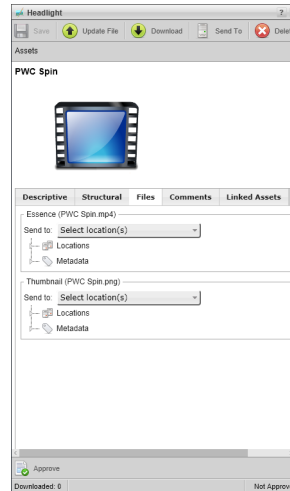 Headlight ?
Save Update File Download Send To Dele
Assets
PWC Spin
Descriptive Structural Files Comments Linked Assets
Essence (PWC Spin.mp4)
Send to: Select location(s)
Locations
Metadata
Thumbnail (PWC Spin.png)
Send to: Select location(s)
Locations
Metadata
Approve
Downloaded: 0 Not Approv